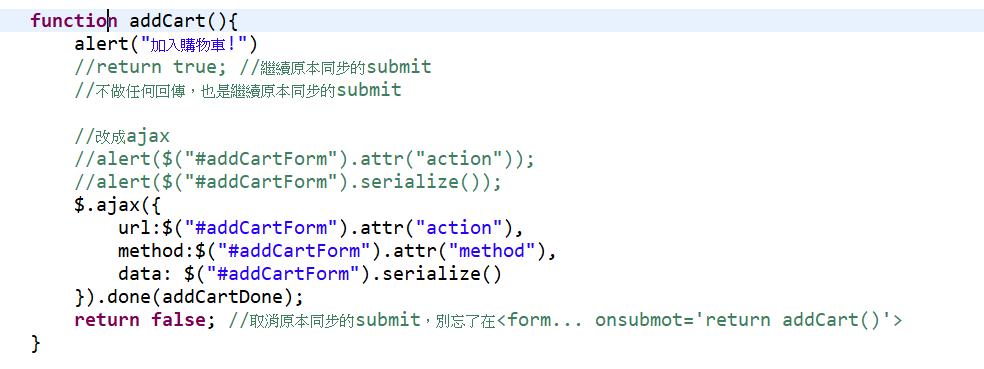 function addCart(){
alert("加入購物車!")
//return true; //繼續原本同步的submit
//不做任何回傳，也是繼續原本同步的submit
//改成ajax
//alert($("#addCartForm").attr("action"));
//alert($("#addCartForm").serialize());
$.ajax({
url:$("#addCartForm").attr("action"),
method:$("#addCartForm").attr("method"),
data: $("#addCartForm").serialize()
}).done(addCartDone);
return false; //取消原本同步的submit，別忘了在<form... onsubmot='return addCart()'>
}